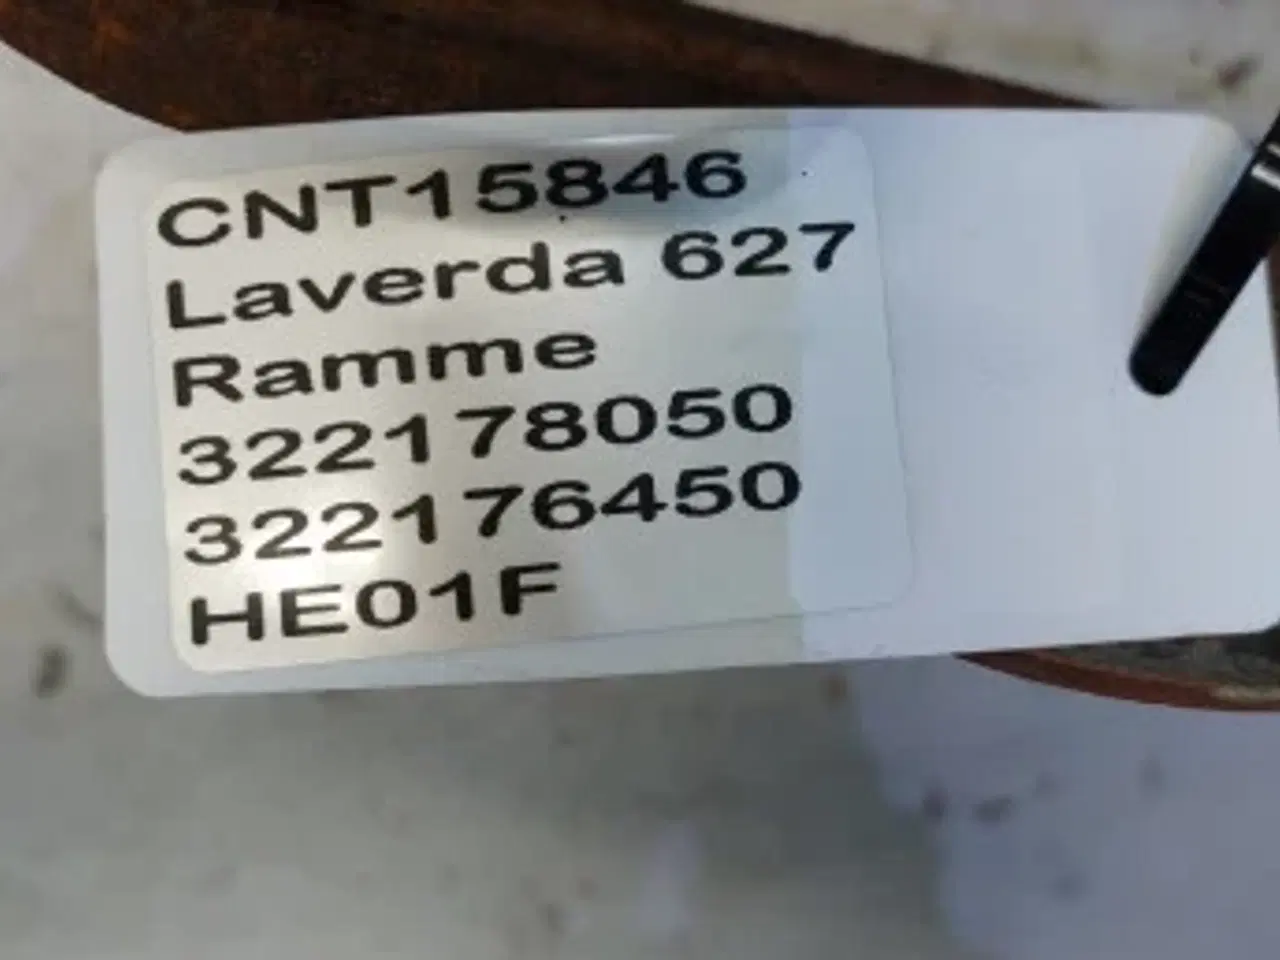 CNT15846
Laverda 627
Ramme
322178050
322176450
HE01F